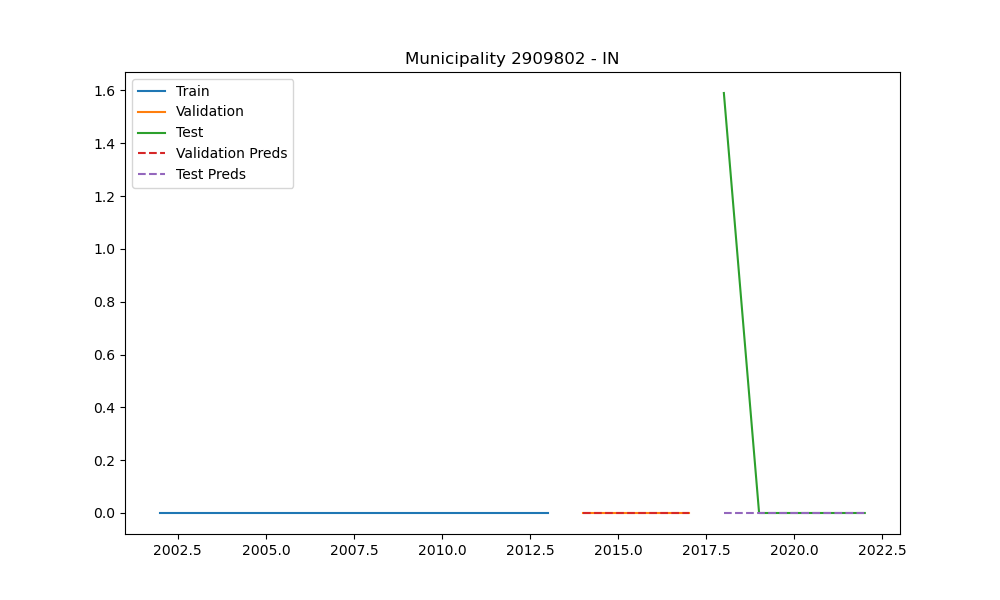 Municipality 2909802 - IN
Train
Validation
Test
Validation Preds
Test Preds
1.6
1.4
1.2
1.0
0.8
0.6
0.4
0.2
0.0
2002.5 2005.0 2007.5 2010.0 2012.5 2015.0 2017.5 2020.0 2022.5